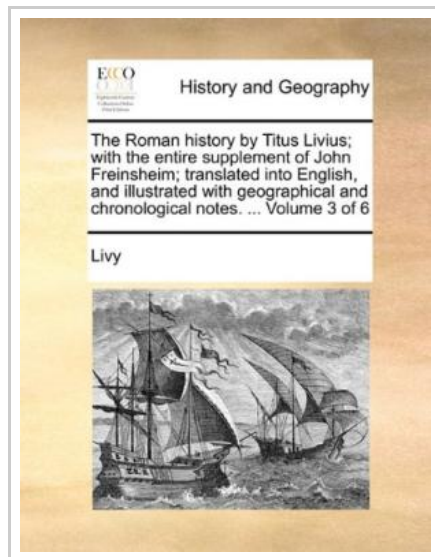 ECCO
History and Geography
The Roman history by Titus Livius;
with the entire supplement of John
Freinsheim; translated into English,
and illustrated with geographical and
chronological notes. ... Volume 3 of 6
Livy